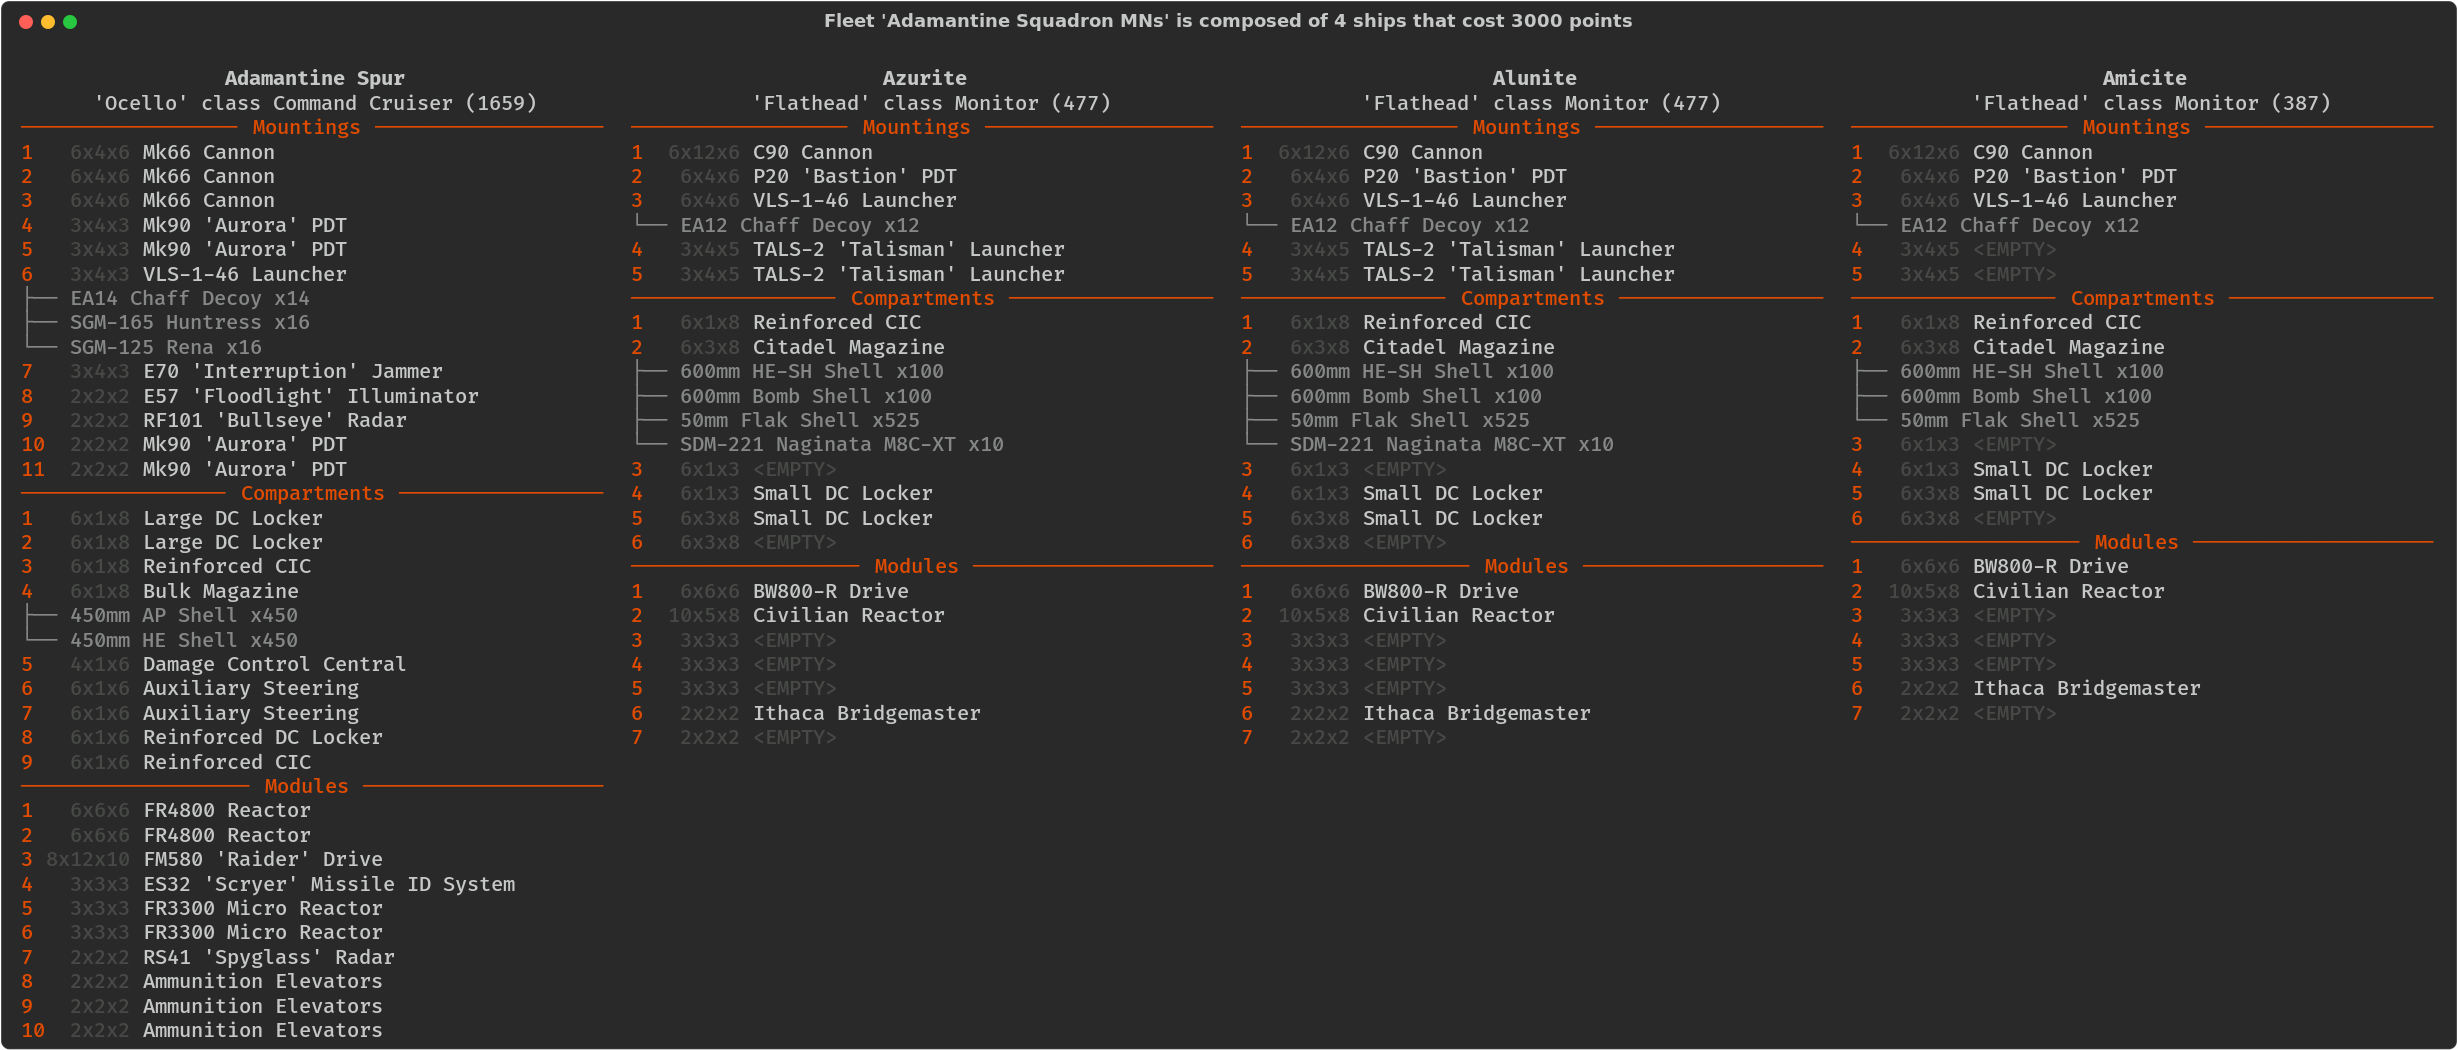 Fleet 'Adamantine Squadron MNs' is composed of 4 ships that cost 3000 points
Adamantine Spur
'Ocello' class Command Cruiser (1659)
Mountings
1 6x4x6 Mk66 Cannon
2 6x4x6 Mk66 Cannon
3 6x4x6 Mk66 Cannon
4 3x4x3 Mk90 'Aurora' PDT
5 3x4x3 Mk90 'Aurora' PDT
6 3x4x3 VLS-1-46 Launcher
├── EA14 Chaff Decoy x14
├── SGM-165 Huntress x16
└── SGM-125 Rena x16
7 3x4x3 E70 'Interruption' Jammer
8 2x2x2 E57 'Floodlight' Illuminator
9 2x2x2 RF101 'Bullseye' Radar
10 2x2x2 Mk90 'Aurora' PDT
11 2x2x2 Mk90 'Aurora' PDT
Compartments
1 6x1x8 Large DC Locker
2 6x1x8 Large DC Locker
3 6x1x8 Reinforced CIC
4 6x1x8 Bulk Magazine
├── 450mm AP Shell x450
└── 450mm HE Shell x450
5 4x1x6 Damage Control Central
6 6x1x6 Auxiliary Steering
7 6x1x6 Auxiliary Steering
8 6x1x6 Reinforced DC Locker
9 6x1x6 Reinforced CIC
Modules
1 6x6x6 FR4800 Reactor
2 6x6x6 FR4800 Reactor
3 8x12x10 FM580 'Raider' Drive
4 3x3x3 ES32 'Scryer' Missile ID System
5 3x3x3 FR3300 Micro Reactor
6 3x3x3 FR3300 Micro Reactor
7 2x2x2 RS41 'Spyglass' Radar
8 2x2x2 Ammunition Elevators
9 2x2x2 Ammunition Elevators
10 2x2x2 Ammunition Elevators
Azurite
'Flathead' class Monitor (477)
Mountings
1 6x12x6 C90 Cannon
2 6x4x6 P20 'Bastion' PDT
3 6x4x6 VLS-1-46 Launcher
└── EA12 Chaff Decoy x12
4 3x4x5 TALS-2 'Talisman' Launcher
5 3x4x5 TALS-2 'Talisman' Launcher
Compartments
1 6x1x8 Reinforced CIC
2 6x3x8 Citadel Magazine
├── 600mm HE-SH Shell x100
├── 600mm Bomb Shell x100
├── 50mm Flak Shell x525
└── SDM-221 Naginata M8C-XT x10
3 6x1x3 <EMPTY>
4 6x1x3 Small DC Locker
5 6x3x8 Small DC Locker
6 6x3x8 <EMPTY>
Modules
1 6x6x6 BW800-R Drive
2 10x5x8 Civilian Reactor
3 3x3x3 <EMPTY>
4 3x3x3 <EMPTY>
5 3x3x3 <EMPTY>
6 2x2x2 Ithaca Bridgemaster
7 2x2x2 <EMPTY>
Alunite
'Flathead' class Monitor (477)
Mountings
1 6x12x6 C90 Cannon
2 6x4x6 P20 'Bastion' PDT
3 6x4x6 VLS-1-46 Launcher
└── EA12 Chaff Decoy x12
4 3x4x5 TALS-2 'Talisman' Launcher
5 3x4x5 TALS-2 'Talisman' Launcher
Compartments
1 6x1x8 Reinforced CIC
2 6x3x8 Citadel Magazine
├── 600mm HE-SH Shell x100
├── 600mm Bomb Shell x100
├── 50mm Flak Shell x525
└── SDM-221 Naginata M8C-XT x10
3 6x1x3 <EMPTY>
4 6x1x3 Small DC Locker
5 6x3x8 Small DC Locker
6 6x3x8 <EMPTY>
Modules
1 6x6x6 BW800-R Drive
2 10x5x8 Civilian Reactor
3 3x3x3 <EMPTY>
4 3x3x3 <EMPTY>
5 3x3x3 <EMPTY>
6 2x2x2 Ithaca Bridgemaster
7 2x2x2 <EMPTY>
Amicite
'Flathead' class Monitor (387)
Mountings
1 6x12x6 C90 Cannon
2 6x4x6 P20 'Bastion' PDT
3 6x4x6 VLS-1-46 Launcher
└── EA12 Chaff Decoy x12
4 3x4x5 <EMPTY>
5 3x4x5 <EMPTY>
Compartments
1 6x1x8 Reinforced CIC
2 6x3x8 Citadel Magazine
├── 600mm HE-SH Shell x100
├── 600mm Bomb Shell x100
└── 50mm Flak Shell x525
3 6x1x3 <EMPTY>
4 6x1x3 Small DC Locker
5 6x3x8 Small DC Locker
6 6x3x8 <EMPTY>
Modules
1 6x6x6 BW800-R Drive
2 10x5x8 Civilian Reactor
3 3x3x3 <EMPTY>
4 3x3x3 <EMPTY>
5 3x3x3 <EMPTY>
6 2x2x2 Ithaca Bridgemaster
7 2x2x2 <EMPTY>